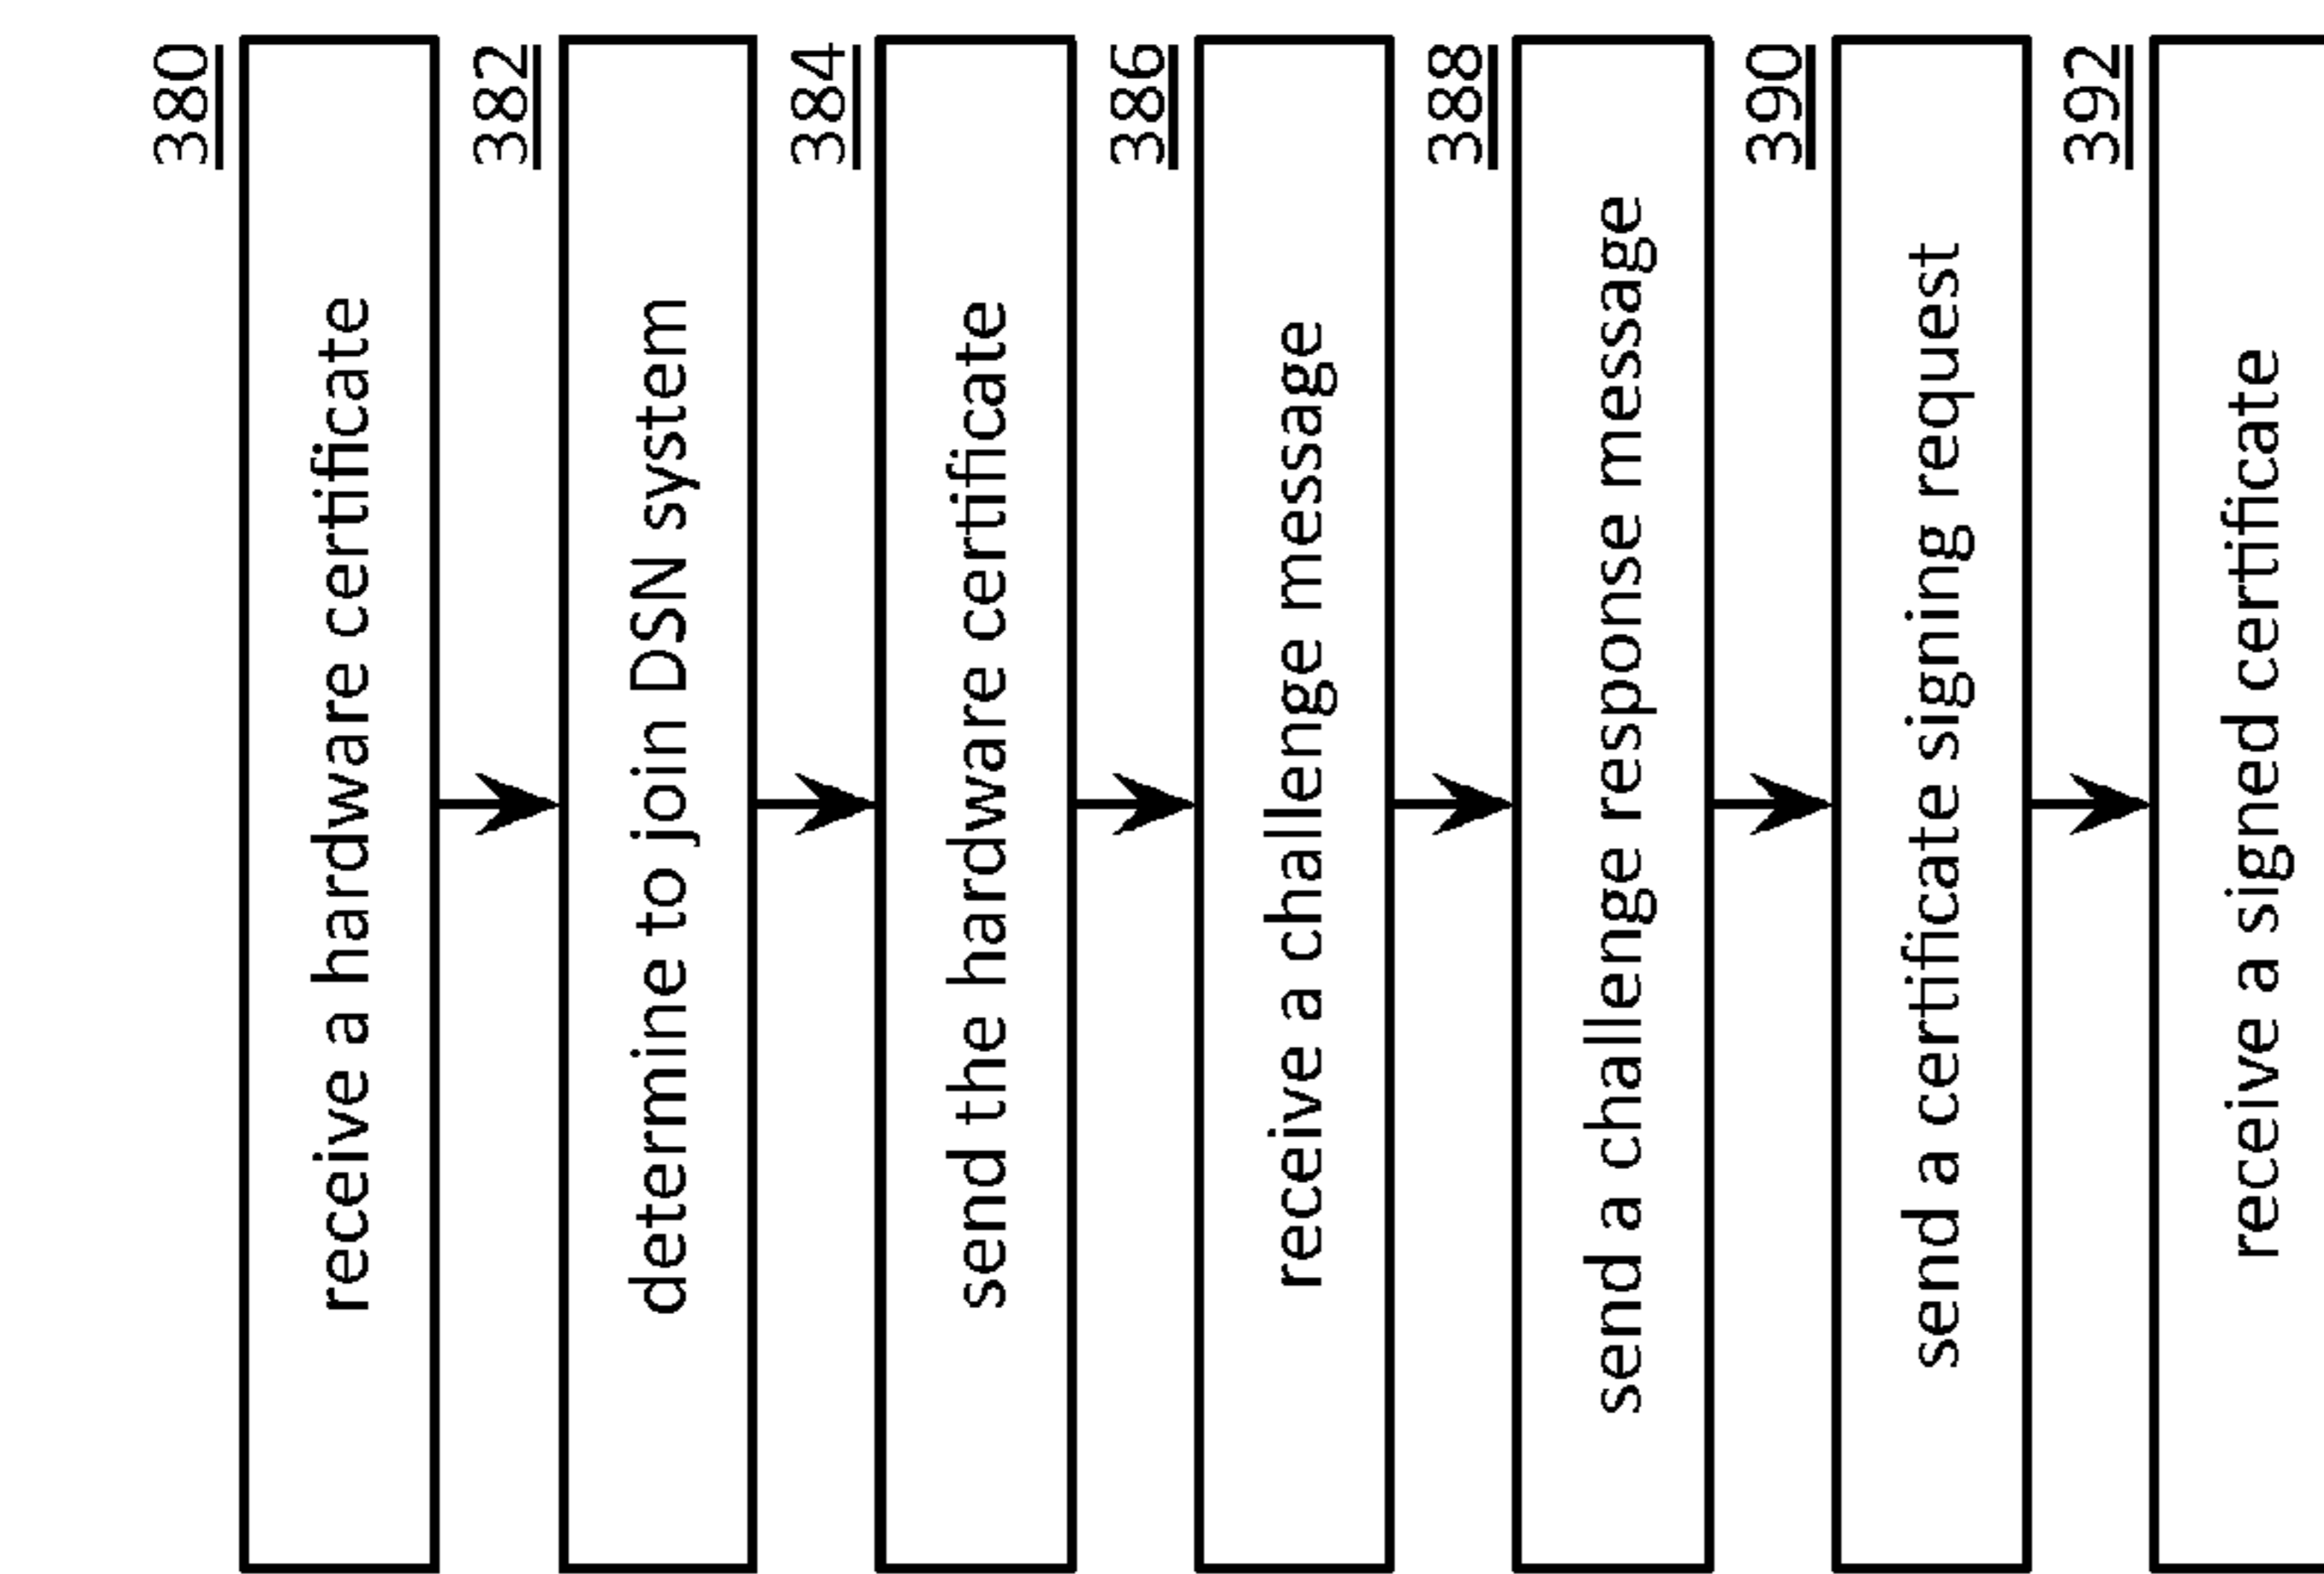 380
receive a hardware certificate
382
determine to join DSN system
384
send the hardware certificate
386
receive a challenge message
388
send a challenge response message
390
send a certificate signing request
392
receive a signed certificate